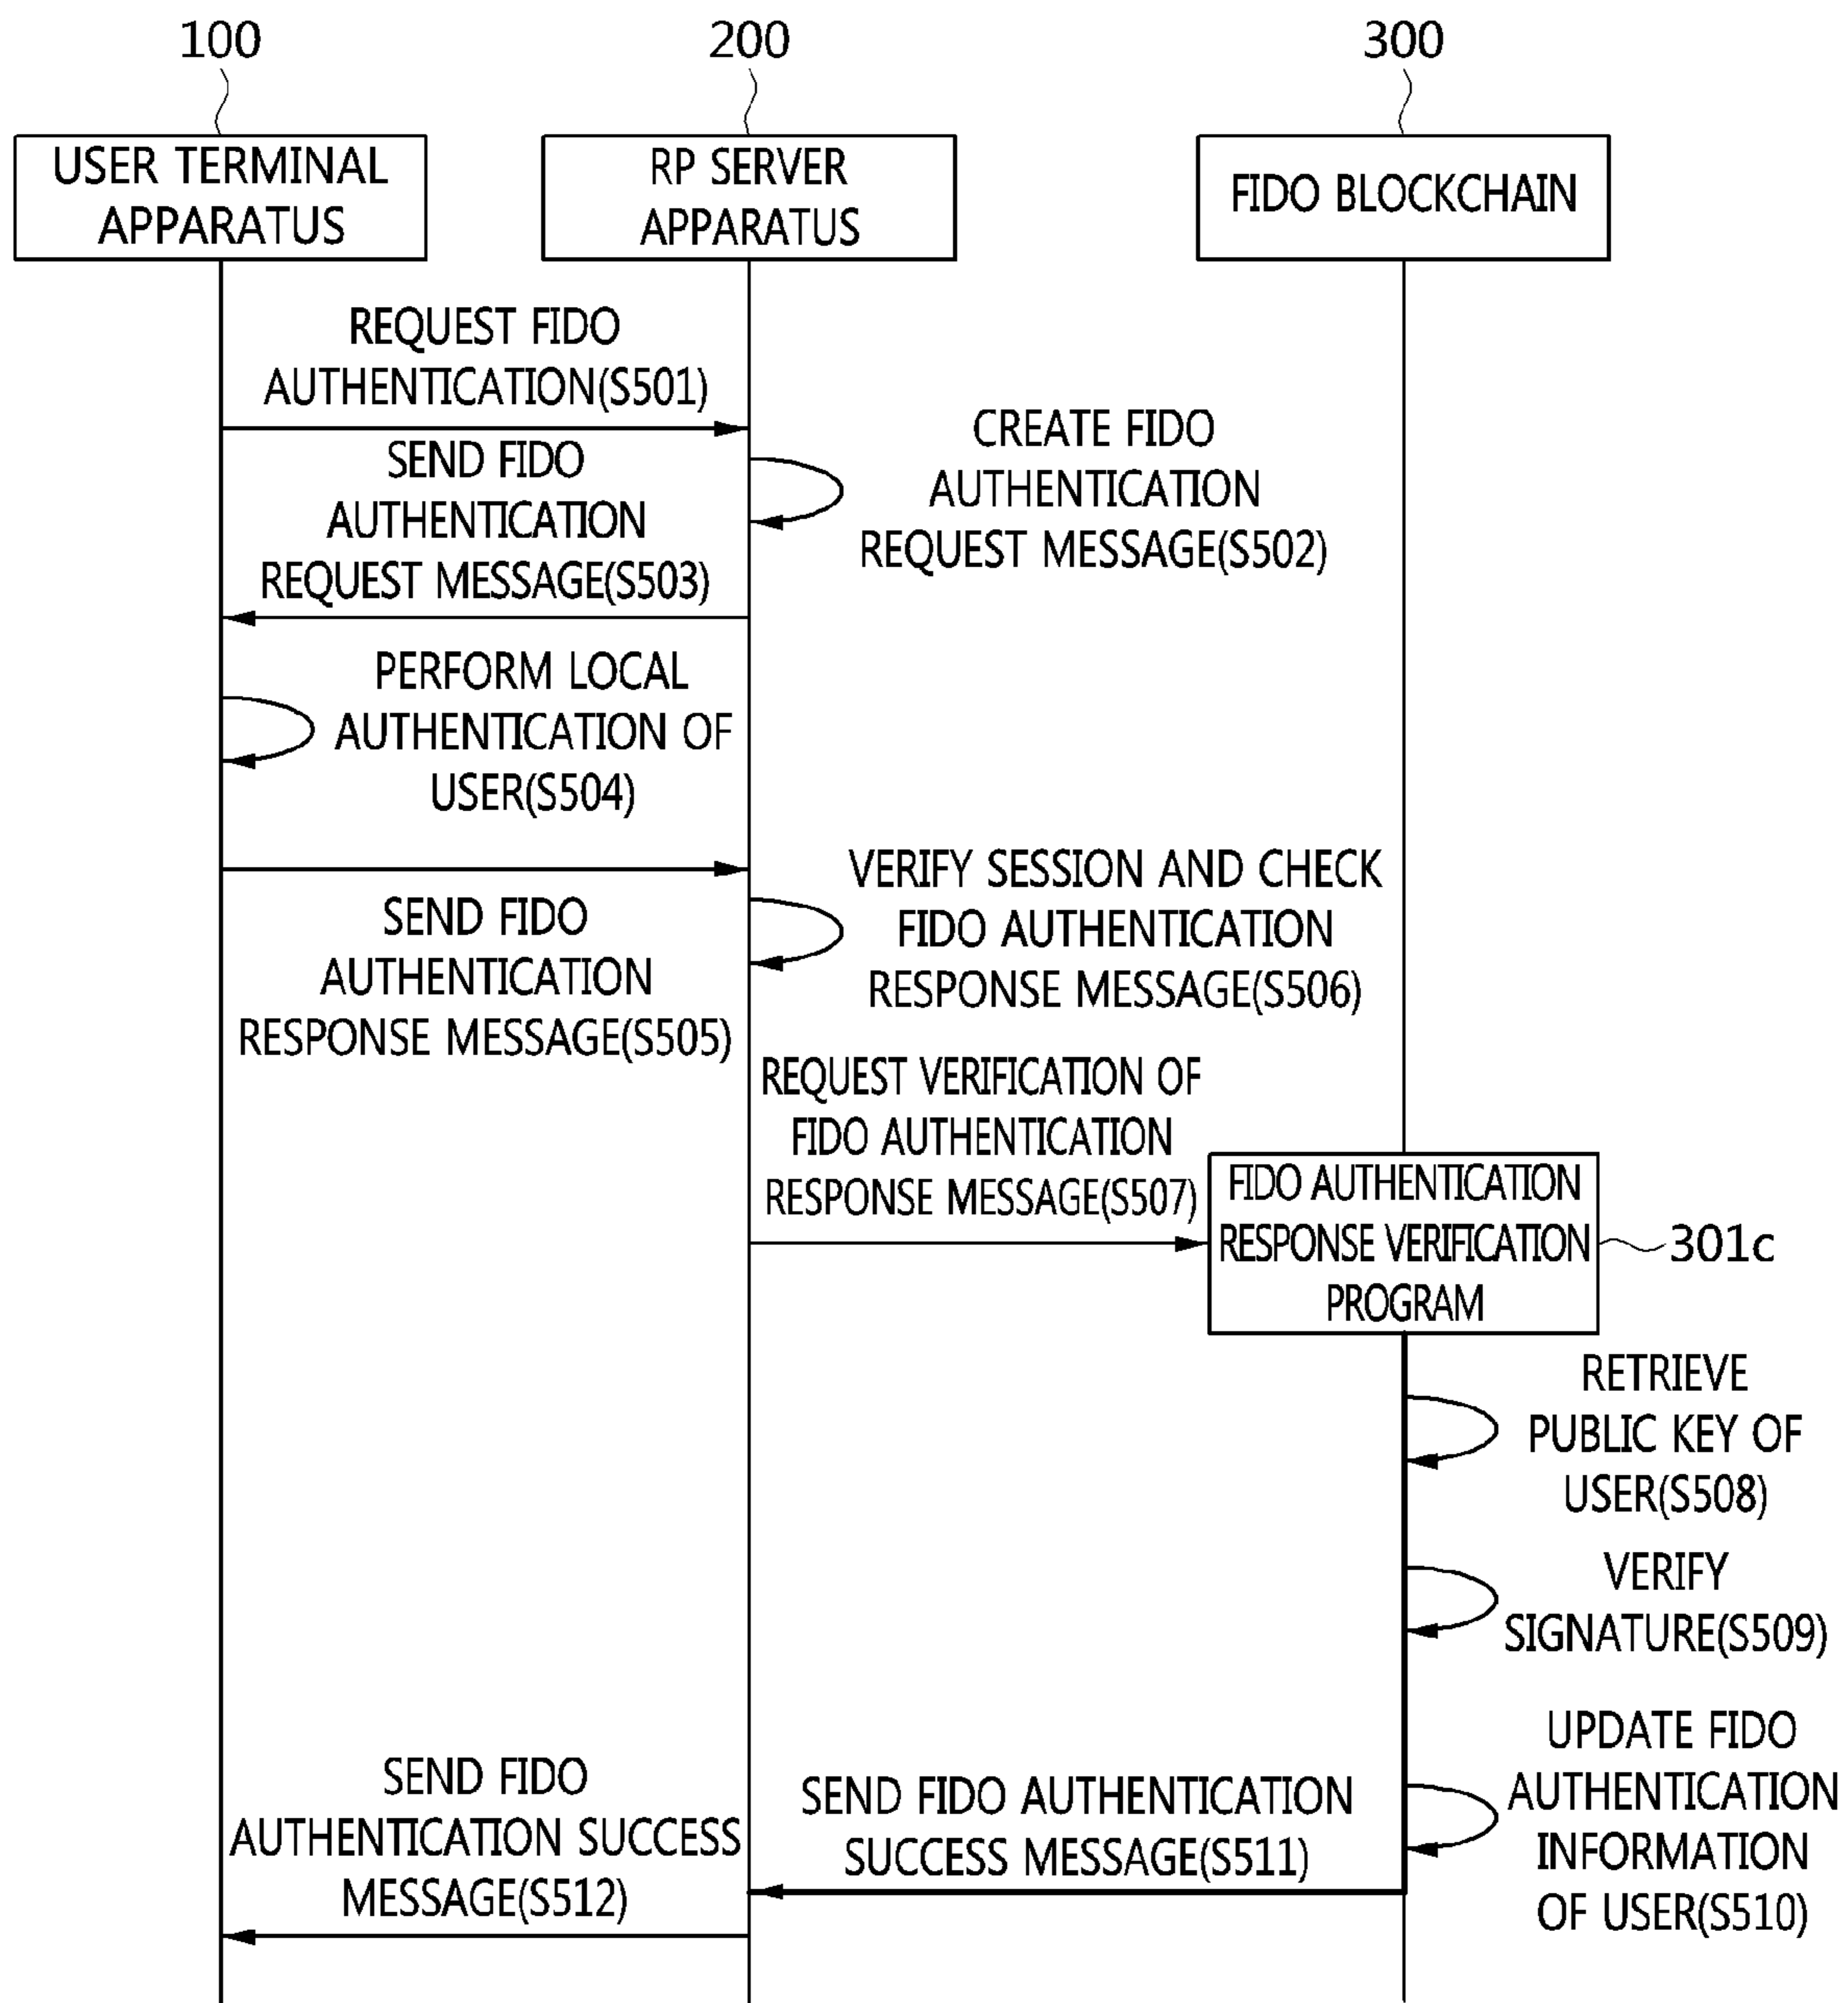 100
200
300
USER TERMINAL
APPARATUS
RP SERVER
APPARATUS
FIDO BLOCKCHAIN
REQUEST FIDO
AUTHENTICATION(S501)
CREATE FIDO
AUTHENTICATION
REQUEST MESSAGE(S502)
SEND FIDO
AUTHENTICATION
REQUEST MESSAGE(S503)
PERFORM LOCAL
AUTHENTICATION OF
USER(S504)
SEND FIDO
AUTHENTICATION
RESPONSE MESSAGE(S505)
VERIFY SESSION AND CHECK
FIDO AUTHENTICATION
RESPONSE MESSAGE(S506)
REQUEST VERIFICATION OF
FIDO AUTHENTICATION
RESPONSE MESSAGE(S507)
FIDO AUTHENTICATION
RESPONSE VERIFICATION
PROGRAM
301c
RETRIEVE
PUBLIC KEY OF
USER(S508)
VERIFY
SIGNATURE(S509)
UPDATE FIDO
AUTHENTICATION
INFORMATION
OF USER(S510)
SEND FIDO AUTHENTICATION
SUCCESS MESSAGE(S511)
SEND FIDO
AUTHENTICATION SUCCESS
MESSAGE(S512)